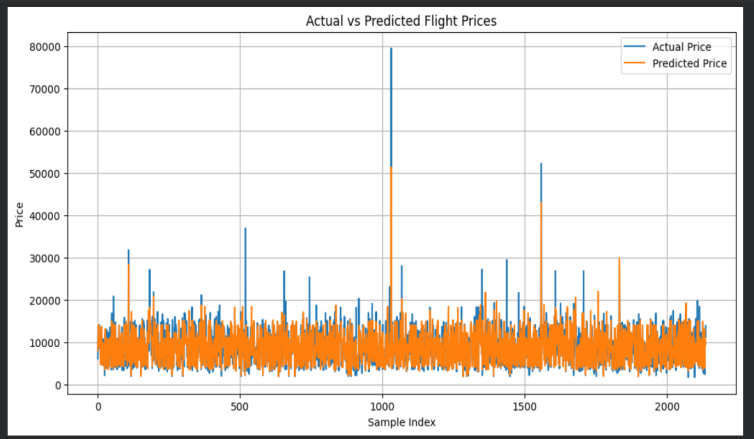 Actual vs Predicted Flight Prices
Actual Price
Predicted Price
80000
70000
60000
50000
40000
30000
20000
10000
0
Price
0
500
1000
1500
2000
Sample Index